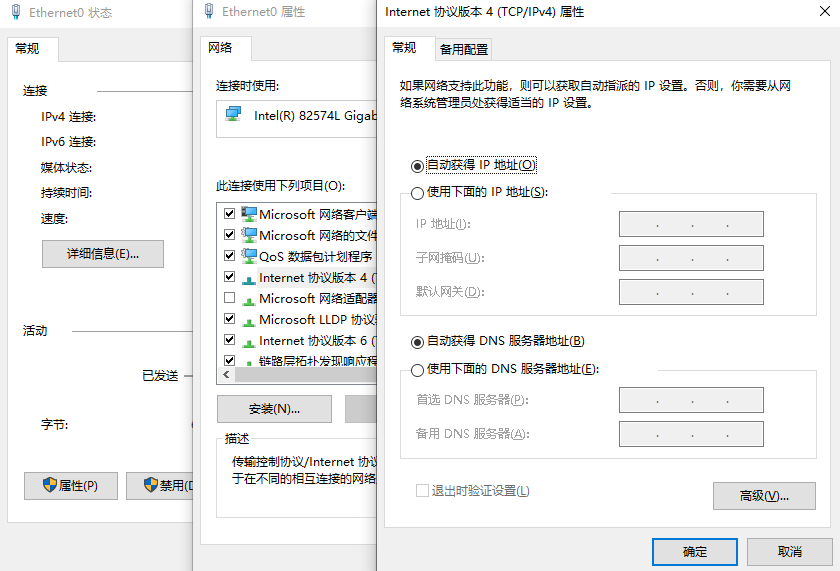 Ethernet0 状态
常规
连接
IPv4 连接:
IPv6 连接:
媒体状态:
持续时间:
速度:
详细信息(E)...
活动
已发送
字节:
属性(P)
禁用(D
Ethernet0 属性
网络
连接时使用:
Intel(R) 82574L Gigab
此连接使用下列项目(O):
Microsoft 网络客户端
Microsoft 网络的文件
QoS 数据包计划程序
Internet 协议版本 4 (T
Microsoft 网络适配器
Microsoft LLDP 协议
Internet 协议版本 6 (T
链路层拓扑发现响应程
安装(N)...
描述
传输控制协议/Internet 协议
于在不同的相互连接的网络
Internet 协议版本 4 (TCP/IPv4) 属性
常规
备用配置
如果网络支持此功能，则可以获取自动指派的 IP 设置。否则，你需要从网
络系统管理员处获得适当的 IP 设置。
自动获得 IP 地址(O)
使用下面的 IP 地址(S):
IP 地址(I):
子网掩码(U):
默认网关(D):
自动获得 DNS 服务器地址(B)
使用下面的 DNS 服务器地址(E):
首选 DNS 服务器(P):
备用 DNS 服务器(A):
退出时验证设置(L)
高级(V)...
确定
取消